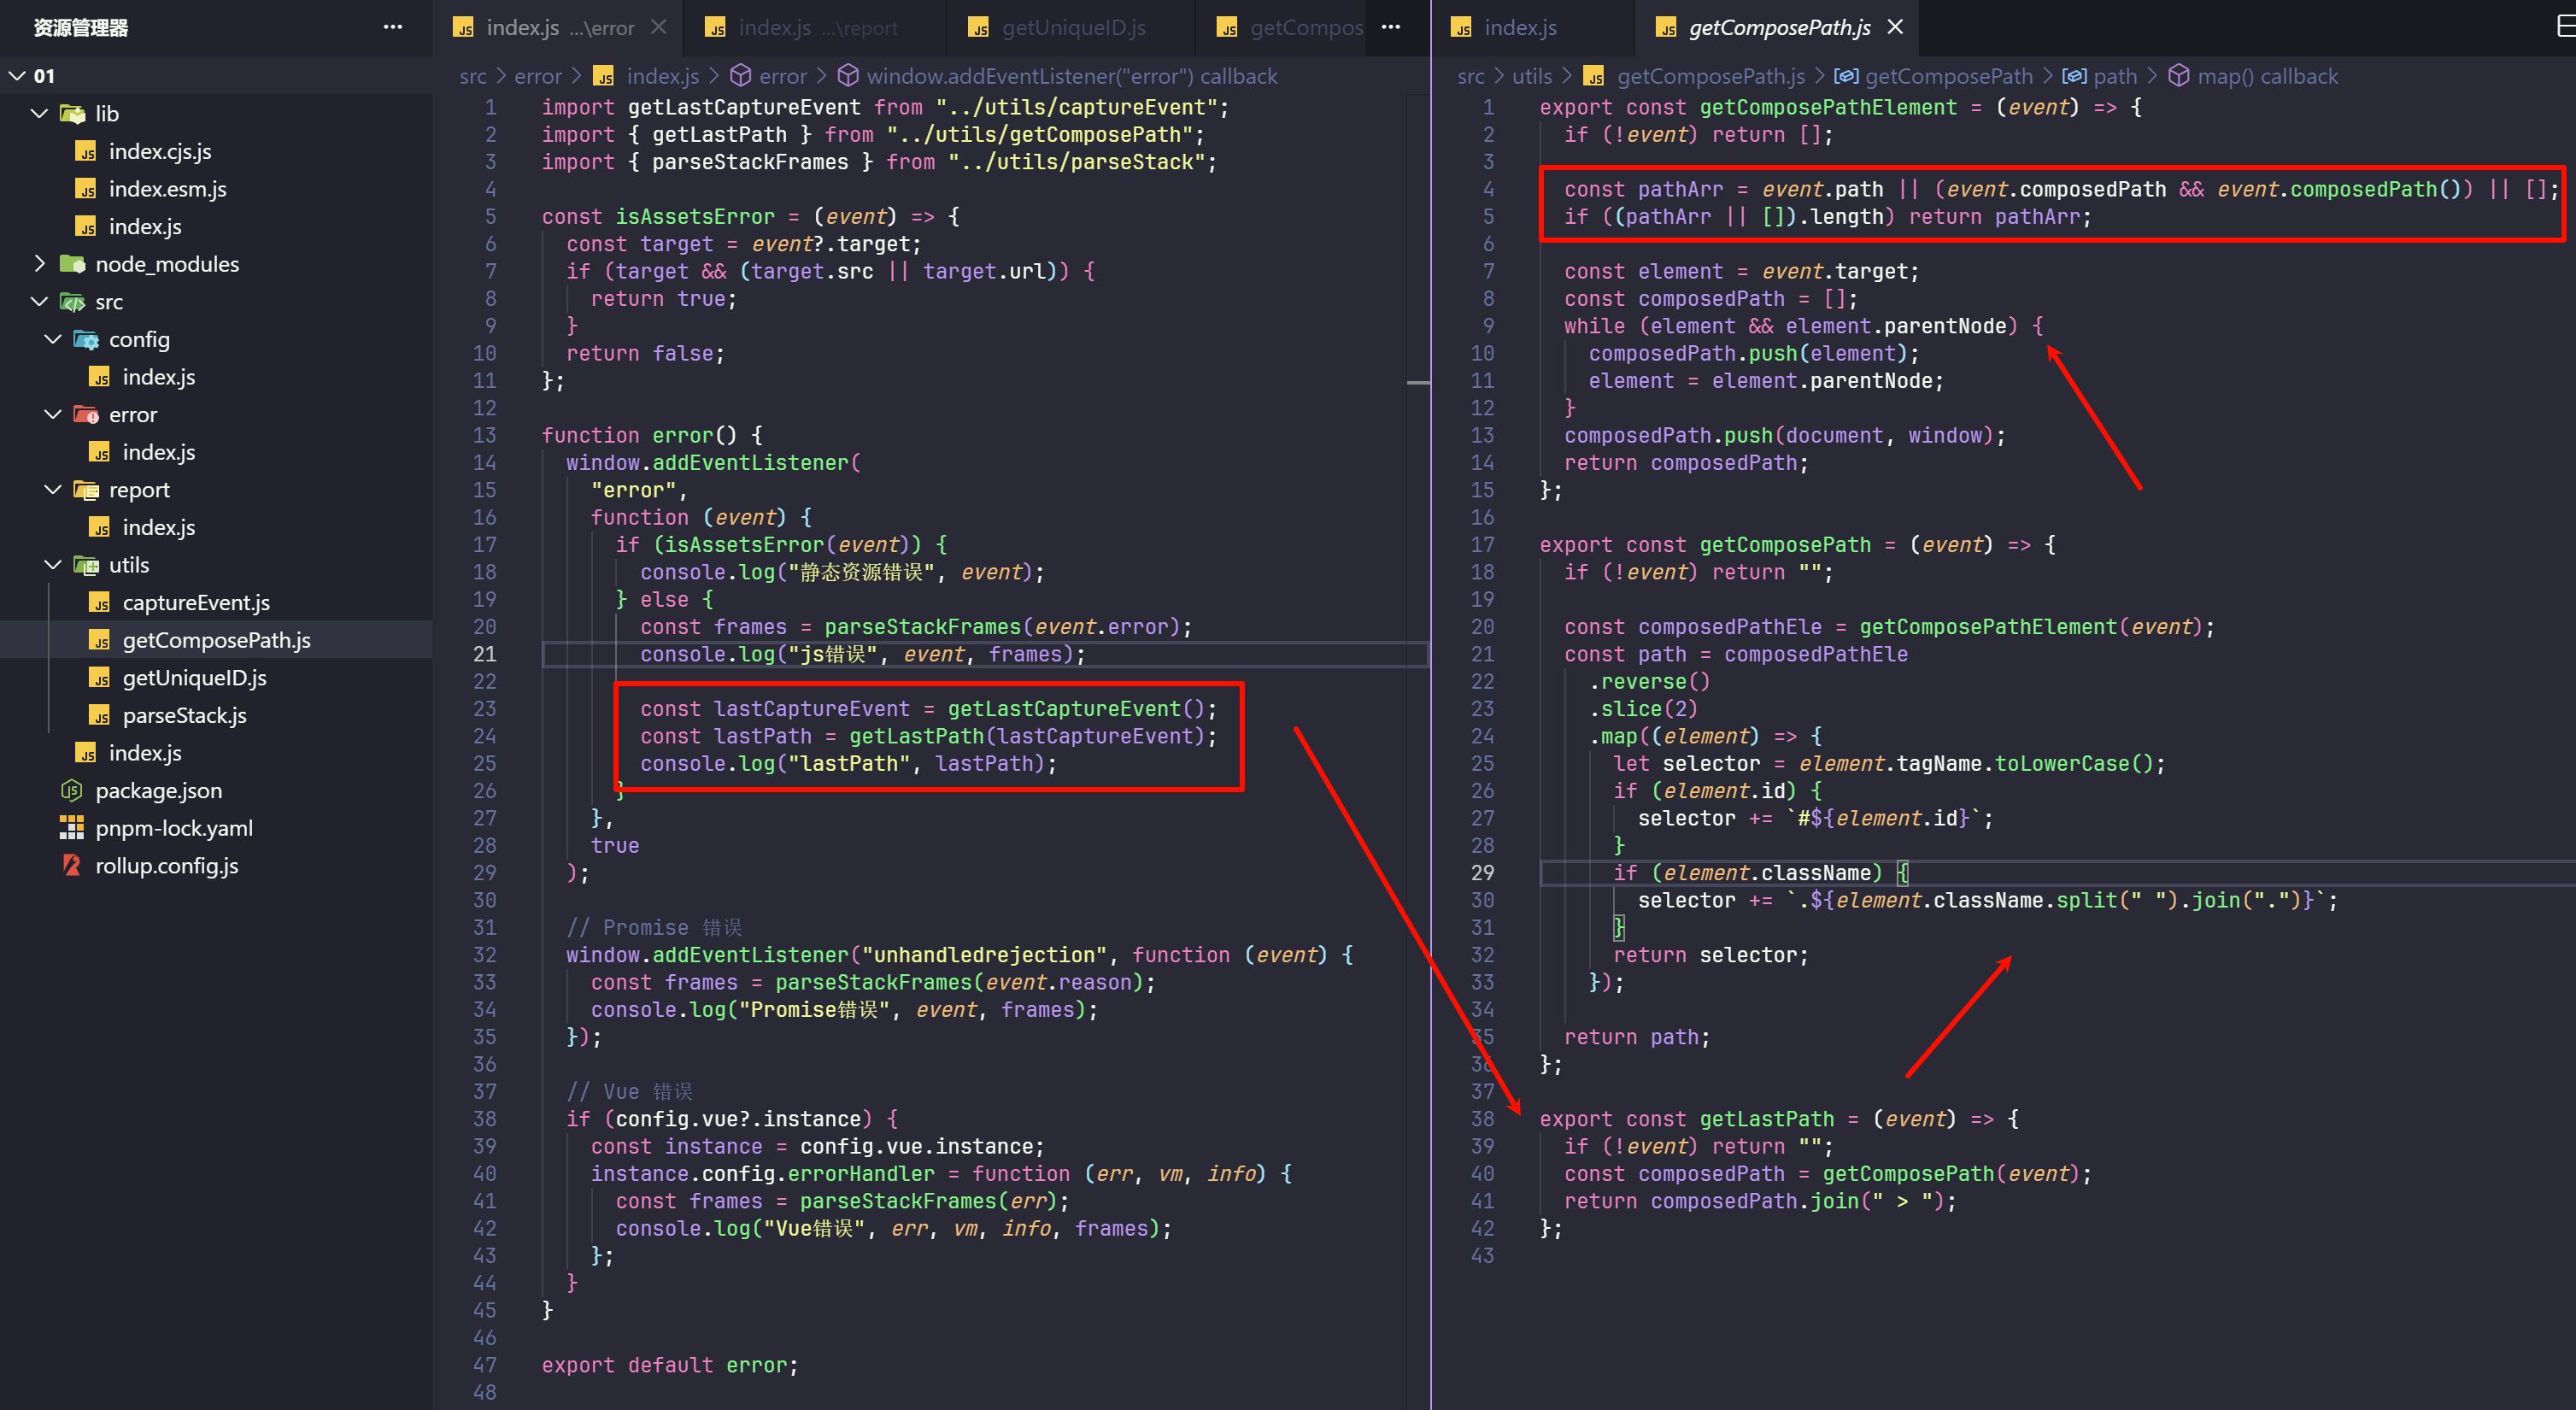 资源管理器
···
01
lib
index.cjs.js
index.esm.js
index.js
node_modules
src
config
index.js
error
index.js
report
index.js
utils
captureEvent.js
getComposePath.js
getUniqueID.js
parseStack.js
index.js
package.json
pnpm-lock.yaml
rollup.config.js
index.js ...\error
index.js ...\report
getUniqueID.js
getCompos
···
src > error > index.js > error > window.addEventListener("error") callback
1 import getLastCaptureEvent from "../utils/captureEvent";
2 import { getLastPath } from "../utils/getComposePath";
3 import { parseStackFrames } from "../utils/parseStack";
4
5 const isAssetsError = (event) => {
6   const target = event?.target;
7   if (target && (target.src || target.url)) {
8     return true;
9   }
10   return false;
11 };
12
13 function error() {
14   window.addEventListener(
15     "error",
16     function (event) {
17       if (isAssetsError(event)) {
18         console.log("静态资源错误", event);
19       } else {
20         const frames = parseStackFrames(event.error);
21         console.log("js错误", event, frames);
22
23         const lastCaptureEvent = getLastCaptureEvent();
24         const lastPath = getLastPath(lastCaptureEvent);
25         console.log("lastPath", lastPath);
26       }
27     },
28     true
29   );
30
31   // Promise 错误
32   window.addEventListener("unhandledrejection", function (event) {
33     const frames = parseStackFrames(event.reason);
34     console.log("Promise错误", event, frames);
35   });
36
37   // Vue 错误
38   if (config.vue?.instance) {
39     const instance = config.vue.instance;
40     instance.config.errorHandler = function (err, vm, info) {
41       const frames = parseStackFrames(err);
42       console.log("Vue错误", err, vm, info, frames);
43     };
44   }
45 }
46
47 export default error;
48
index.js
getComposePath.js
src > utils > getComposePath.js > getComposePath > path > map() callback
1 export const getComposePathElement = (event) => {
2   if (!event) return [];
3
4   const pathArr = event.path || (event.composedPath && event.composedPath()) || [];
5   if ((pathArr || []).length) return pathArr;
6
7   const element = event.target;
8   const composedPath = [];
9   while (element && element.parentNode) {
10     composedPath.push(element);
11     element = element.parentNode;
12   }
13   composedPath.push(document, window);
14   return composedPath;
15 };
16
17 export const getComposePath = (event) => {
18   if (!event) return "";
19
20   const composedPathEle = getComposePathElement(event);
21   const path = composedPathEle
22     .reverse()
23     .slice(2)
24     .map((element) => {
25       let selector = element.tagName.toLowerCase();
26       if (element.id) {
27         selector += `#${element.id}`;
28       }
29       if (element.className) {
30         selector += `.${element.className.split(" ").join(".")}`;
31       }
32       return selector;
33     });
34
35   return path;
36 };
37
38 export const getLastPath = (event) => {
39   if (!event) return "";
40   const composedPath = getComposePath(event);
41   return composedPath.join(" > ");
42 };
43